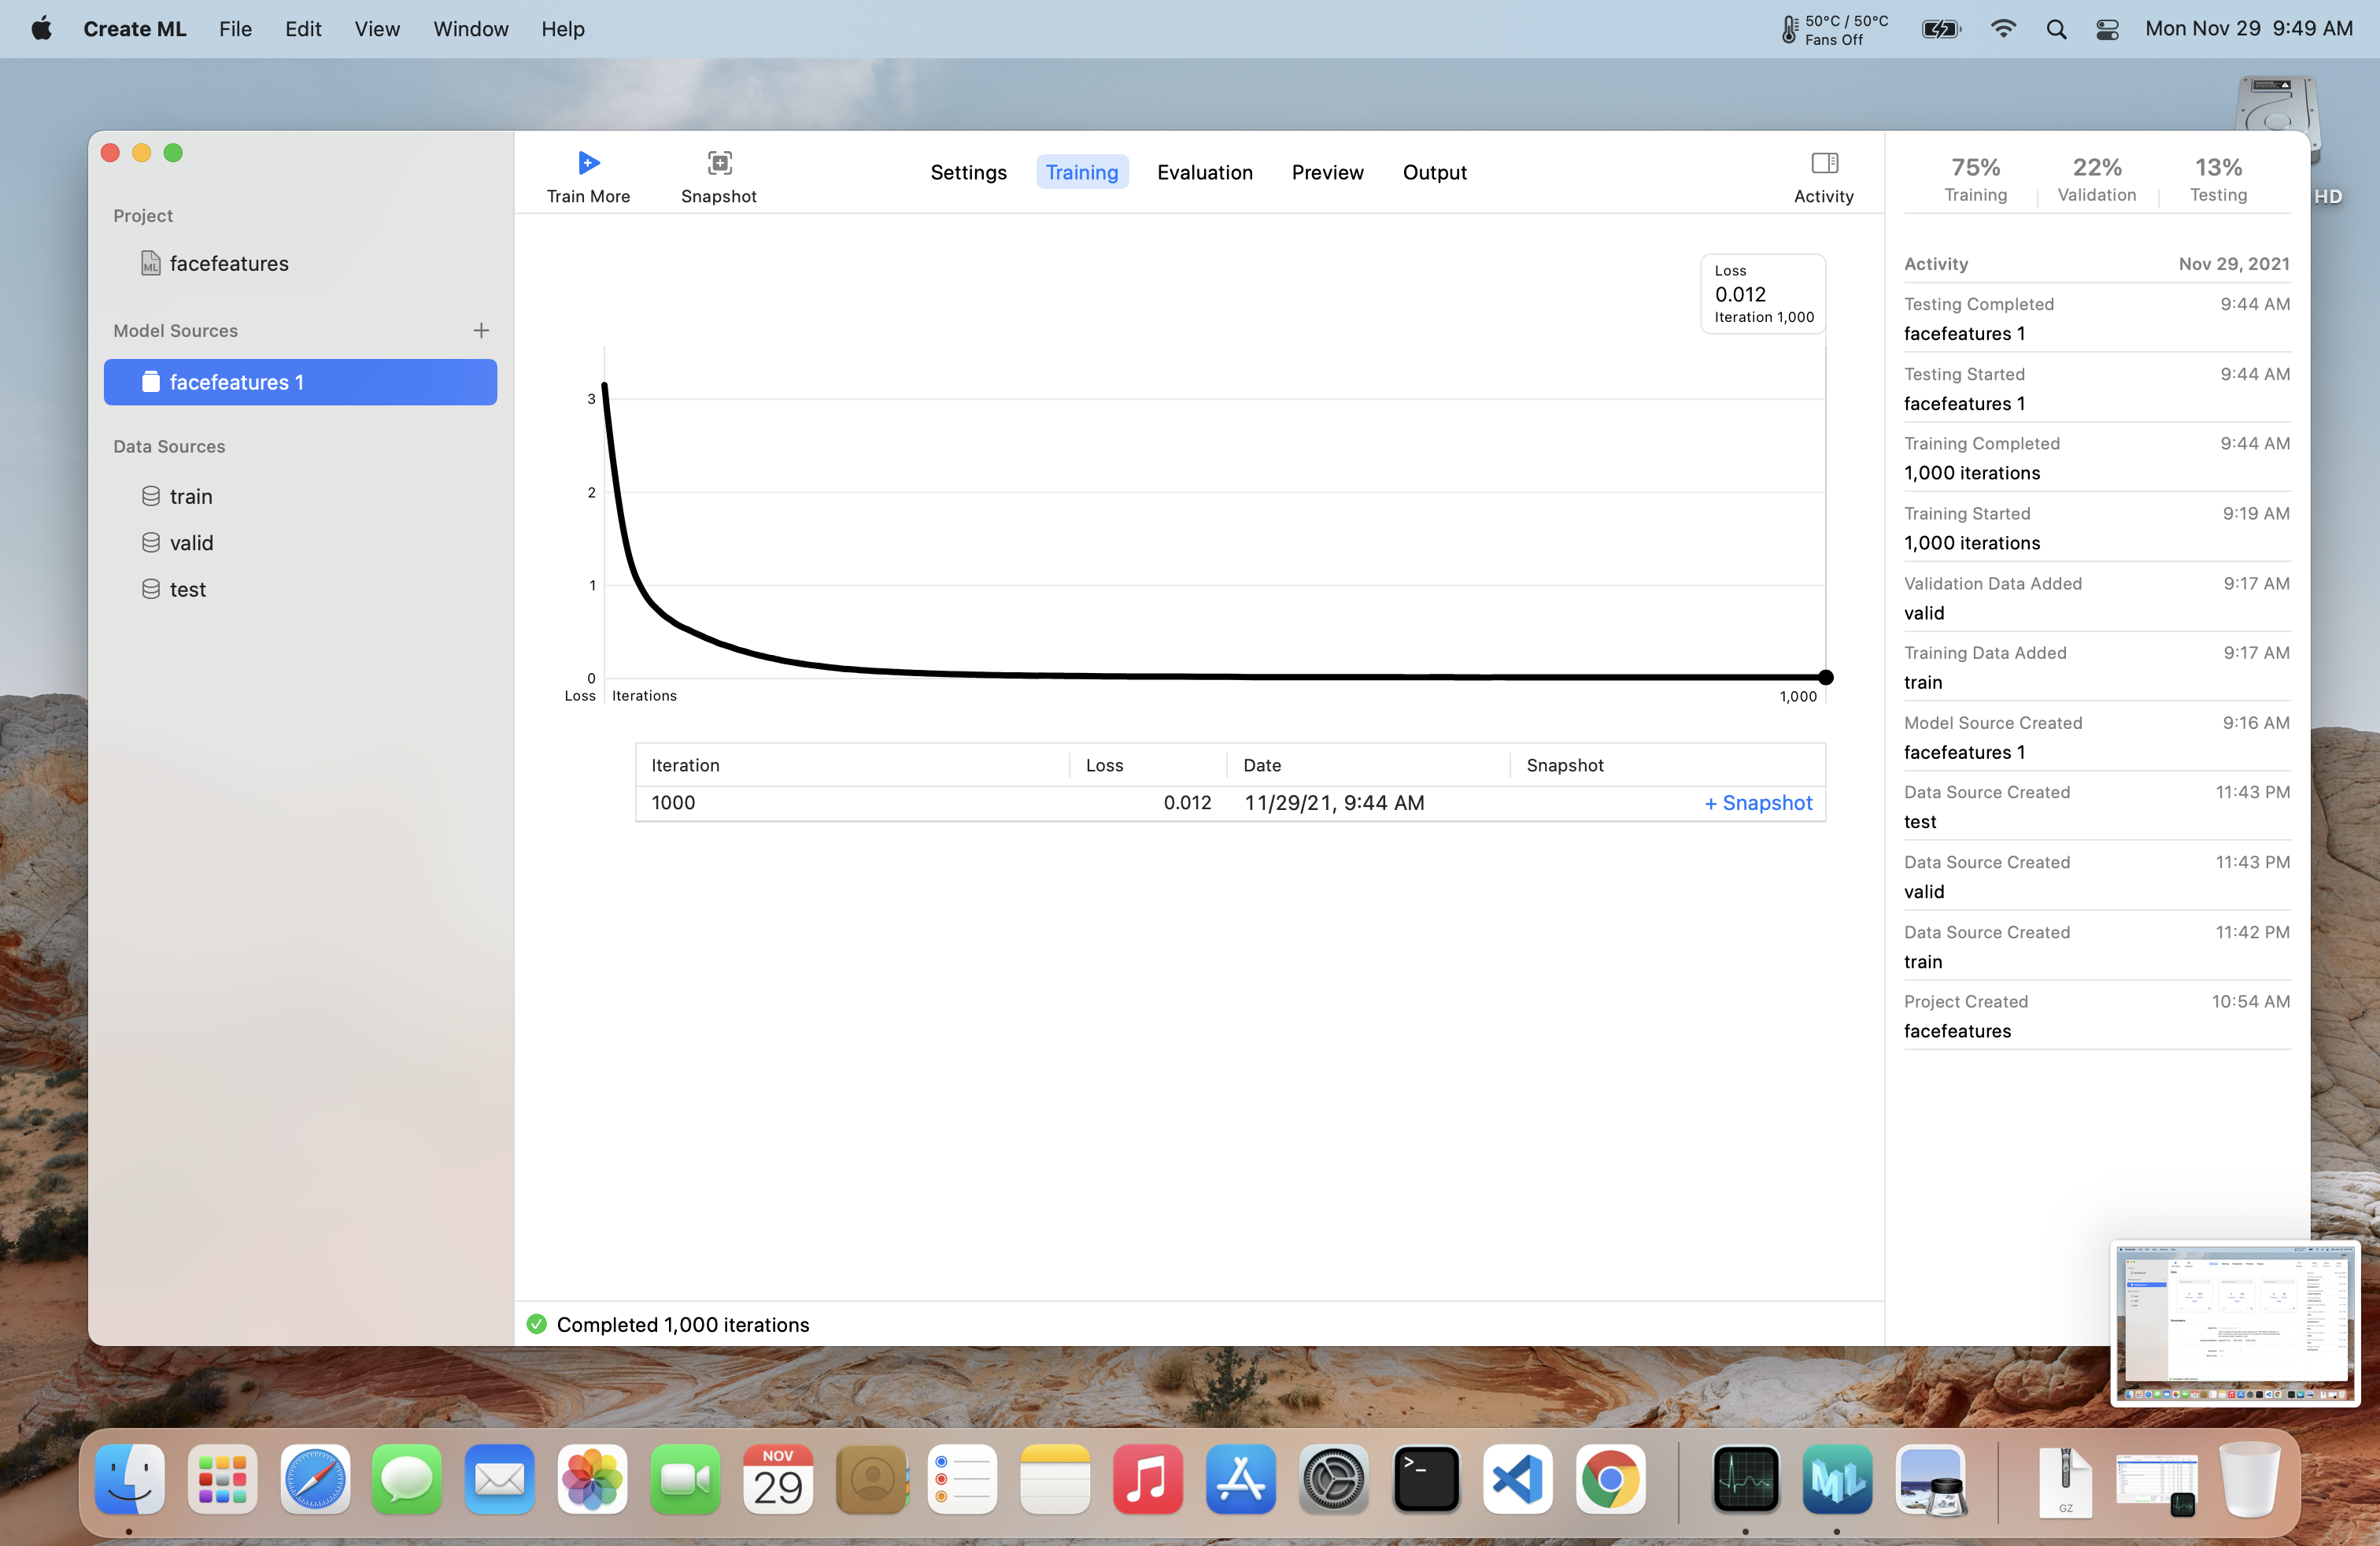 Create ML File Edit View Window Help
50°C / 50°C
Fans Off
Mon Nov 29 9:49 AM
HD
Project
facefeatures
Model Sources
facefeatures 1
Data Sources
train
valid
test
Train More
Snapshot
Settings
Training
Evaluation
Preview
Output
Activity
Loss
0.012
Iteration 1,000
3
2
1
0
Loss
Iterations
1,000
Iteration Loss Date Snapshot
1000 0.012 11/29/21, 9:44 AM + Snapshot
Completed 1,000 iterations
75% 22% 13%
Training Validation Testing
Activity Nov 29, 2021
Testing Completed 9:44 AM
facefeatures 1
Testing Started 9:44 AM
facefeatures 1
Training Completed 9:44 AM
1,000 iterations
Training Started 9:19 AM
1,000 iterations
Validation Data Added 9:17 AM
valid
Training Data Added 9:17 AM
train
Model Source Created 9:16 AM
facefeatures 1
Data Source Created 11:43 PM
test
Data Source Created 11:43 PM
valid
Data Source Created 11:42 PM
train
Project Created 10:54 AM
facefeatures
NOV
29
>_
ML
GZ